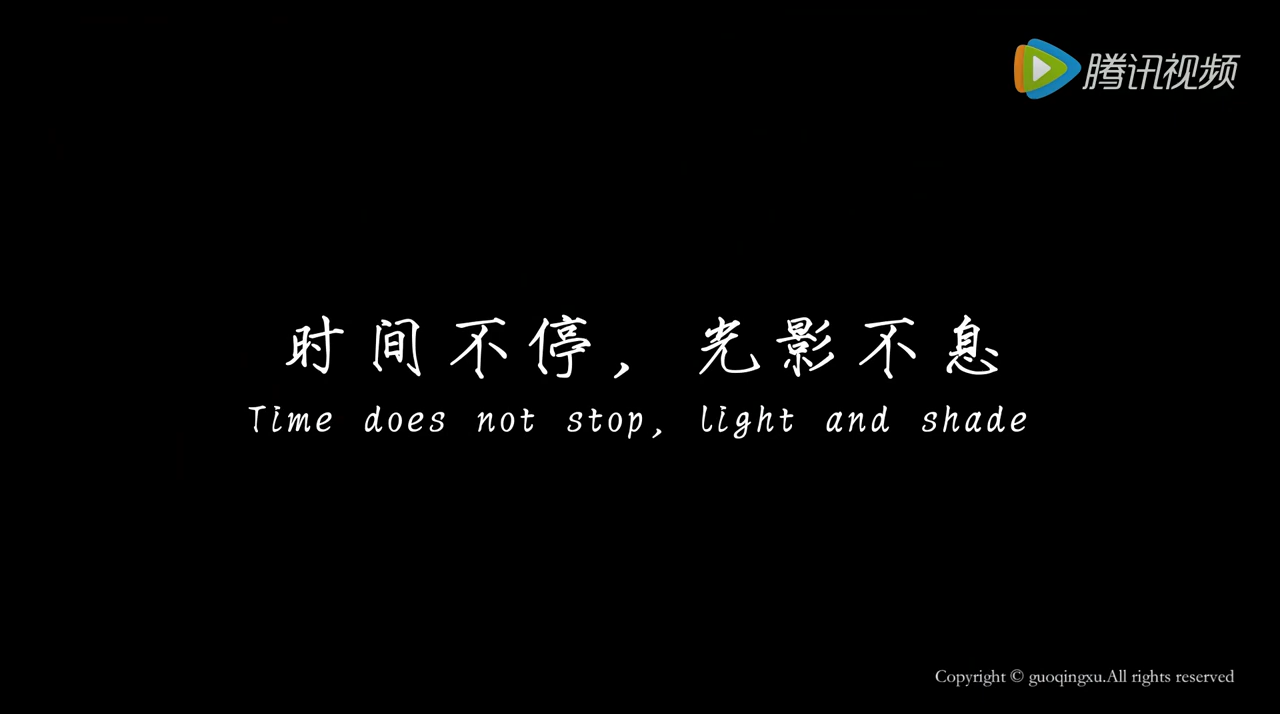 腾讯视频
时间不停，光影不息
Time does not stop, light and shade
Copyright © guoqingxu.All rights reserved